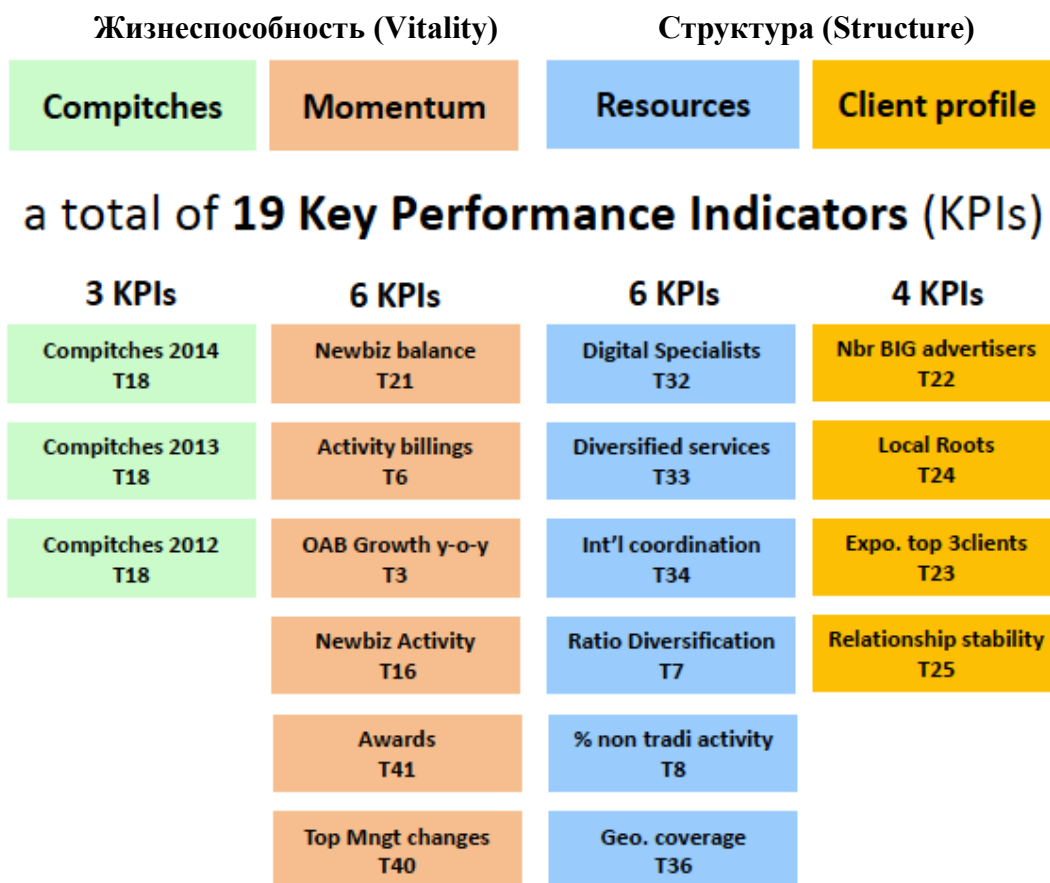 Жизнеспособность (Vitality)
Структура (Structure)
Compitches
Momentum
Resources
Client profile
a total of 19 Key Performance Indicators (KPIs)
3 KPIs
6 KPIs
6 KPIs
4 KPIs
Compitches 2014
T18
Newbiz balance
T21
Digital Specialists
T32
Nbr BIG advertisers
T22
Compitches 2013
T18
Activity billings
T6
Diversified services
T33
Local Roots
T24
Compitches 2012
T18
OAB Growth y-o-y
T3
Int'l coordination
T34
Expo. top 3clients
T23
Newbiz Activity
T16
Ratio Diversification
T7
Relationship stability
T25
Awards
T41
% non tradi activity
T8
Top Mngt changes
T40
Geo. coverage
T36